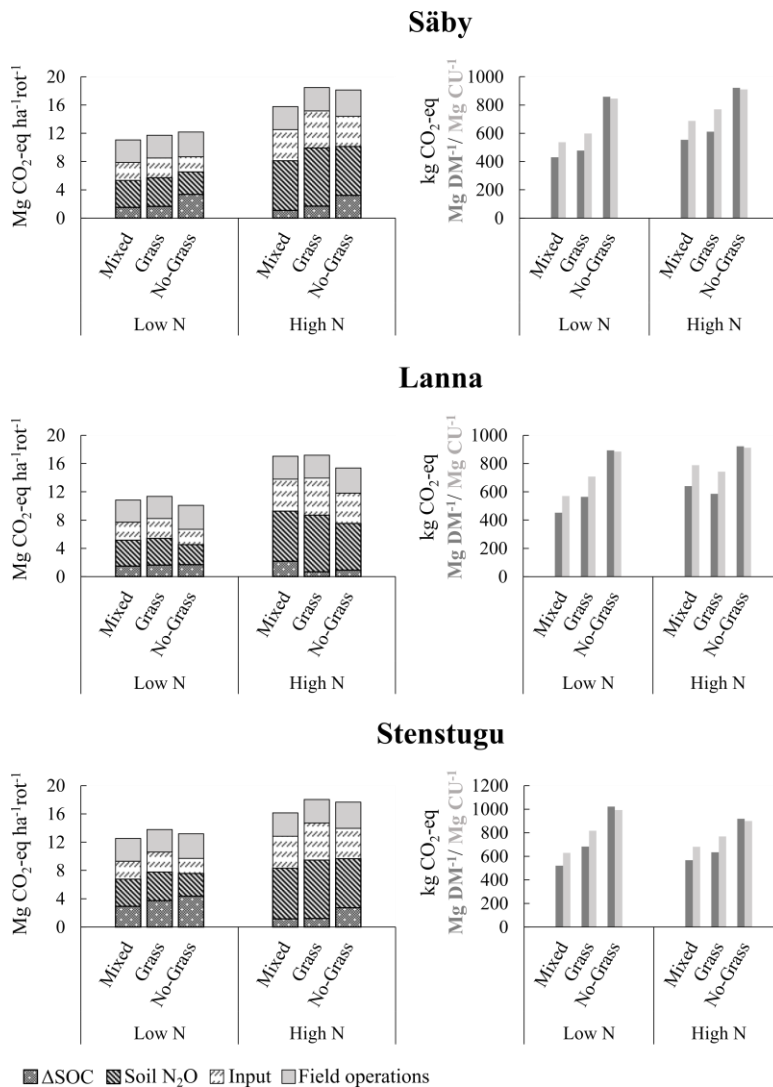 Säby
Mg CO₂-eq ha⁻¹rot⁻¹
20
16
12
8
4
0
Mixed
Grass
No-Grass
Mixed
Grass
No-Grass
Low N
High N
kg CO₂-eq
Mg DM⁻¹/ Mg CU⁻¹
1000
800
600
400
200
0
Mixed
Grass
No-Grass
Mixed
Grass
No-Grass
Low N
High N
Lanna
Mg CO₂-eq ha⁻¹rot⁻¹
20
16
12
8
4
0
Mixed
Grass
No-Grass
Mixed
Grass
No-Grass
Low N
High N
kg CO₂-eq
Mg DM⁻¹/ Mg CU⁻¹
1000
800
600
400
200
0
Mixed
Grass
No-Grass
Mixed
Grass
No-Grass
Low N
High N
Stenstugu
Mg CO₂-eq ha⁻¹rot⁻¹
20
16
12
8
4
0
Mixed
Grass
No-Grass
Mixed
Grass
No-Grass
Low N
High N
kg CO₂-eq
Mg DM⁻¹/ Mg CU⁻¹
1200
1000
800
600
400
200
0
Mixed
Grass
No-Grass
Mixed
Grass
No-Grass
Low N
High N
ΔSOC Soil N₂O Input Field operations